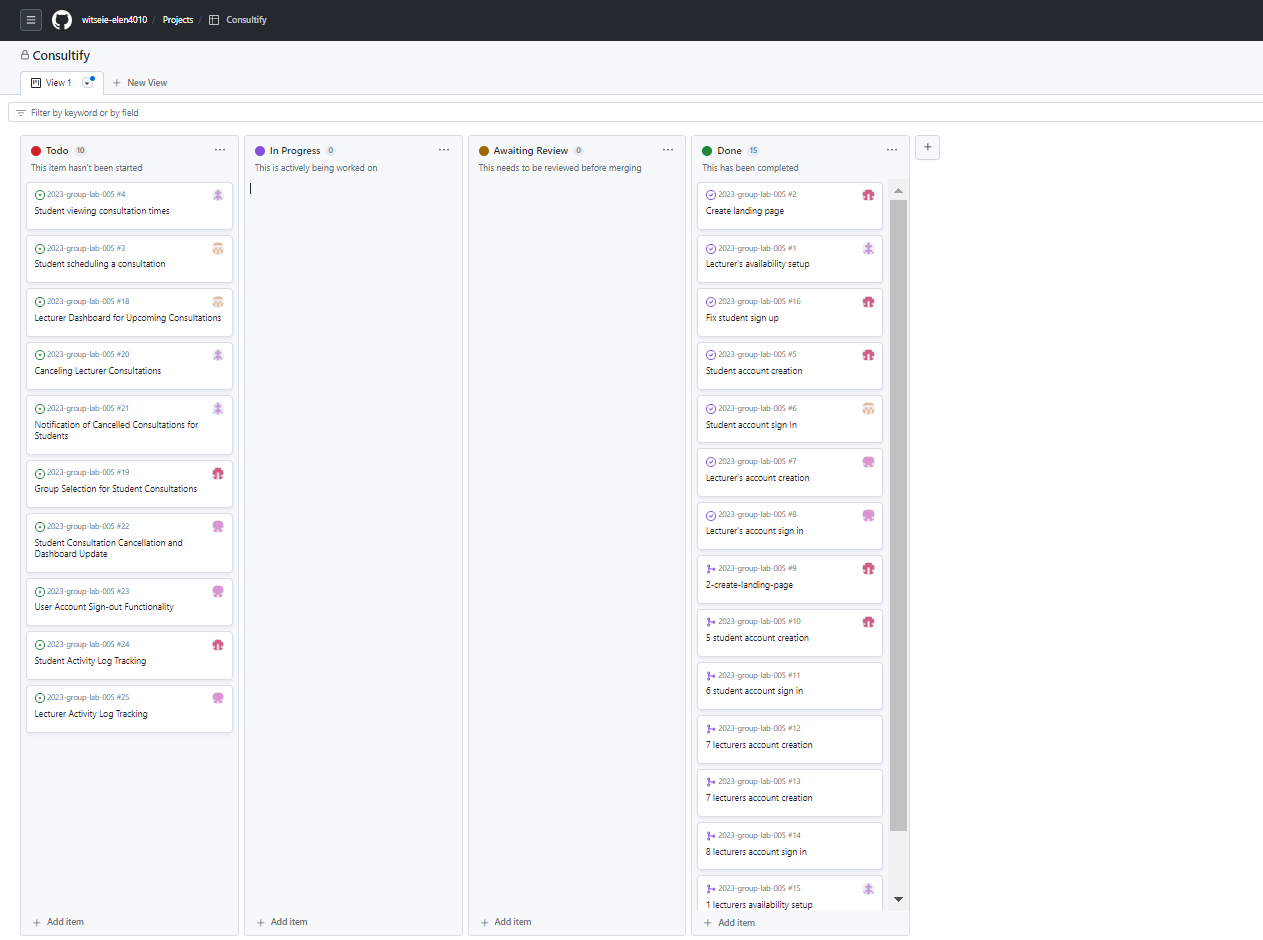 witseie-elen4010 / Projects / Consultify
Consultify
View 1
New View
Filter by keyword or by field
Todo 10
This item hasn't been started
2023-group-lab-005 #4
Student viewing consultation times
2023-group-lab-005 #3
Student scheduling a consultation
2023-group-lab-005 #18
Lecturer Dashboard for Upcoming Consultations
2023-group-lab-005 #20
Canceling Lecturer Consultations
2023-group-lab-005 #21
Notification of Cancelled Consultations for
Students
2023-group-lab-005 #19
Group Selection for Student Consultations
2023-group-lab-005 #22
Student Consultation Cancellation and
Dashboard Update
2023-group-lab-005 #23
User Account Sign-out Functionality
2023-group-lab-005 #24
Student Activity Log Tracking
2023-group-lab-005 #25
Lecturer Activity Log Tracking
Add item
In Progress 0
This is actively being worked on
Add item
Awaiting Review 0
This needs to be reviewed before merging
Add item
Done 15
This has been completed
2023-group-lab-005 #2
Create landing page
2023-group-lab-005 #1
Lecturer's availability setup
2023-group-lab-005 #16
Fix student sign up
2023-group-lab-005 #5
Student account creation
2023-group-lab-005 #6
Student account sign In
2023-group-lab-005 #7
Lecturer's account creation
2023-group-lab-005 #8
Lecturer's account sign in
2023-group-lab-005 #9
2-create-landing-page
2023-group-lab-005 #10
5 student account creation
2023-group-lab-005 #11
6 student account sign in
2023-group-lab-005 #12
7 lecturers account creation
2023-group-lab-005 #13
7 lecturers account creation
2023-group-lab-005 #14
8 lecturers account sign in
2023-group-lab-005 #15
1 lecturers availability setup
Add item